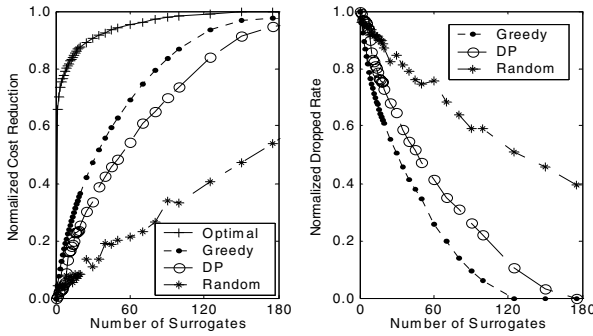 Normalized Cost Reduction
1.0
0.8
0.6
0.4
0.2
0.0
0
60
120
180
Number of Surrogates
Optimal
Greedy
DP
Random
Normalized Dropped Rate
1.0
0.8
0.6
0.4
0.2
0.0
0
60
120
180
Number of Surrogates
Greedy
DP
Random